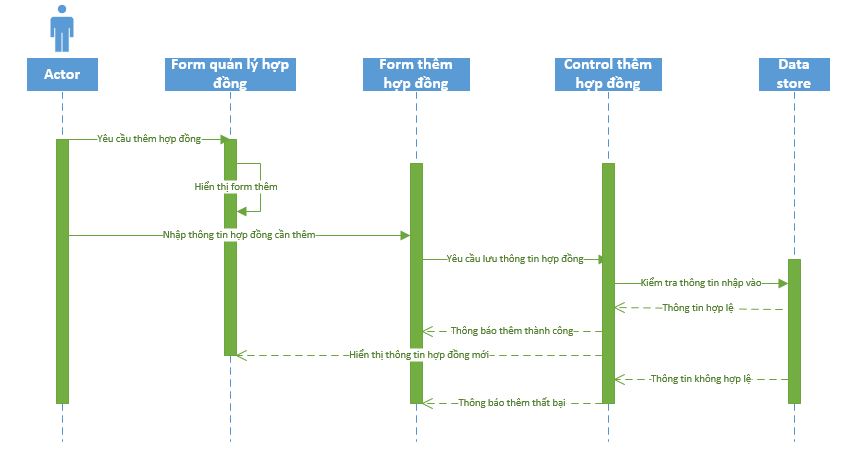 Actor
Form quản lý hợp
đồng
Form thêm
hợp đồng
Control thêm
hợp đồng
Data
store
Yêu cầu thêm hợp đồng
Hiển thị form thêm
Nhập thông tin hợp đồng cần thêm
Yêu cầu lưu thông tin hợp đồng
Kiểm tra thông tin nhập vào
Thông tin hợp lệ
Thông báo thêm thành công
Hiển thị thông tin hợp đồng mới
Thông tin không hợp lệ
Thông báo thêm thất bại